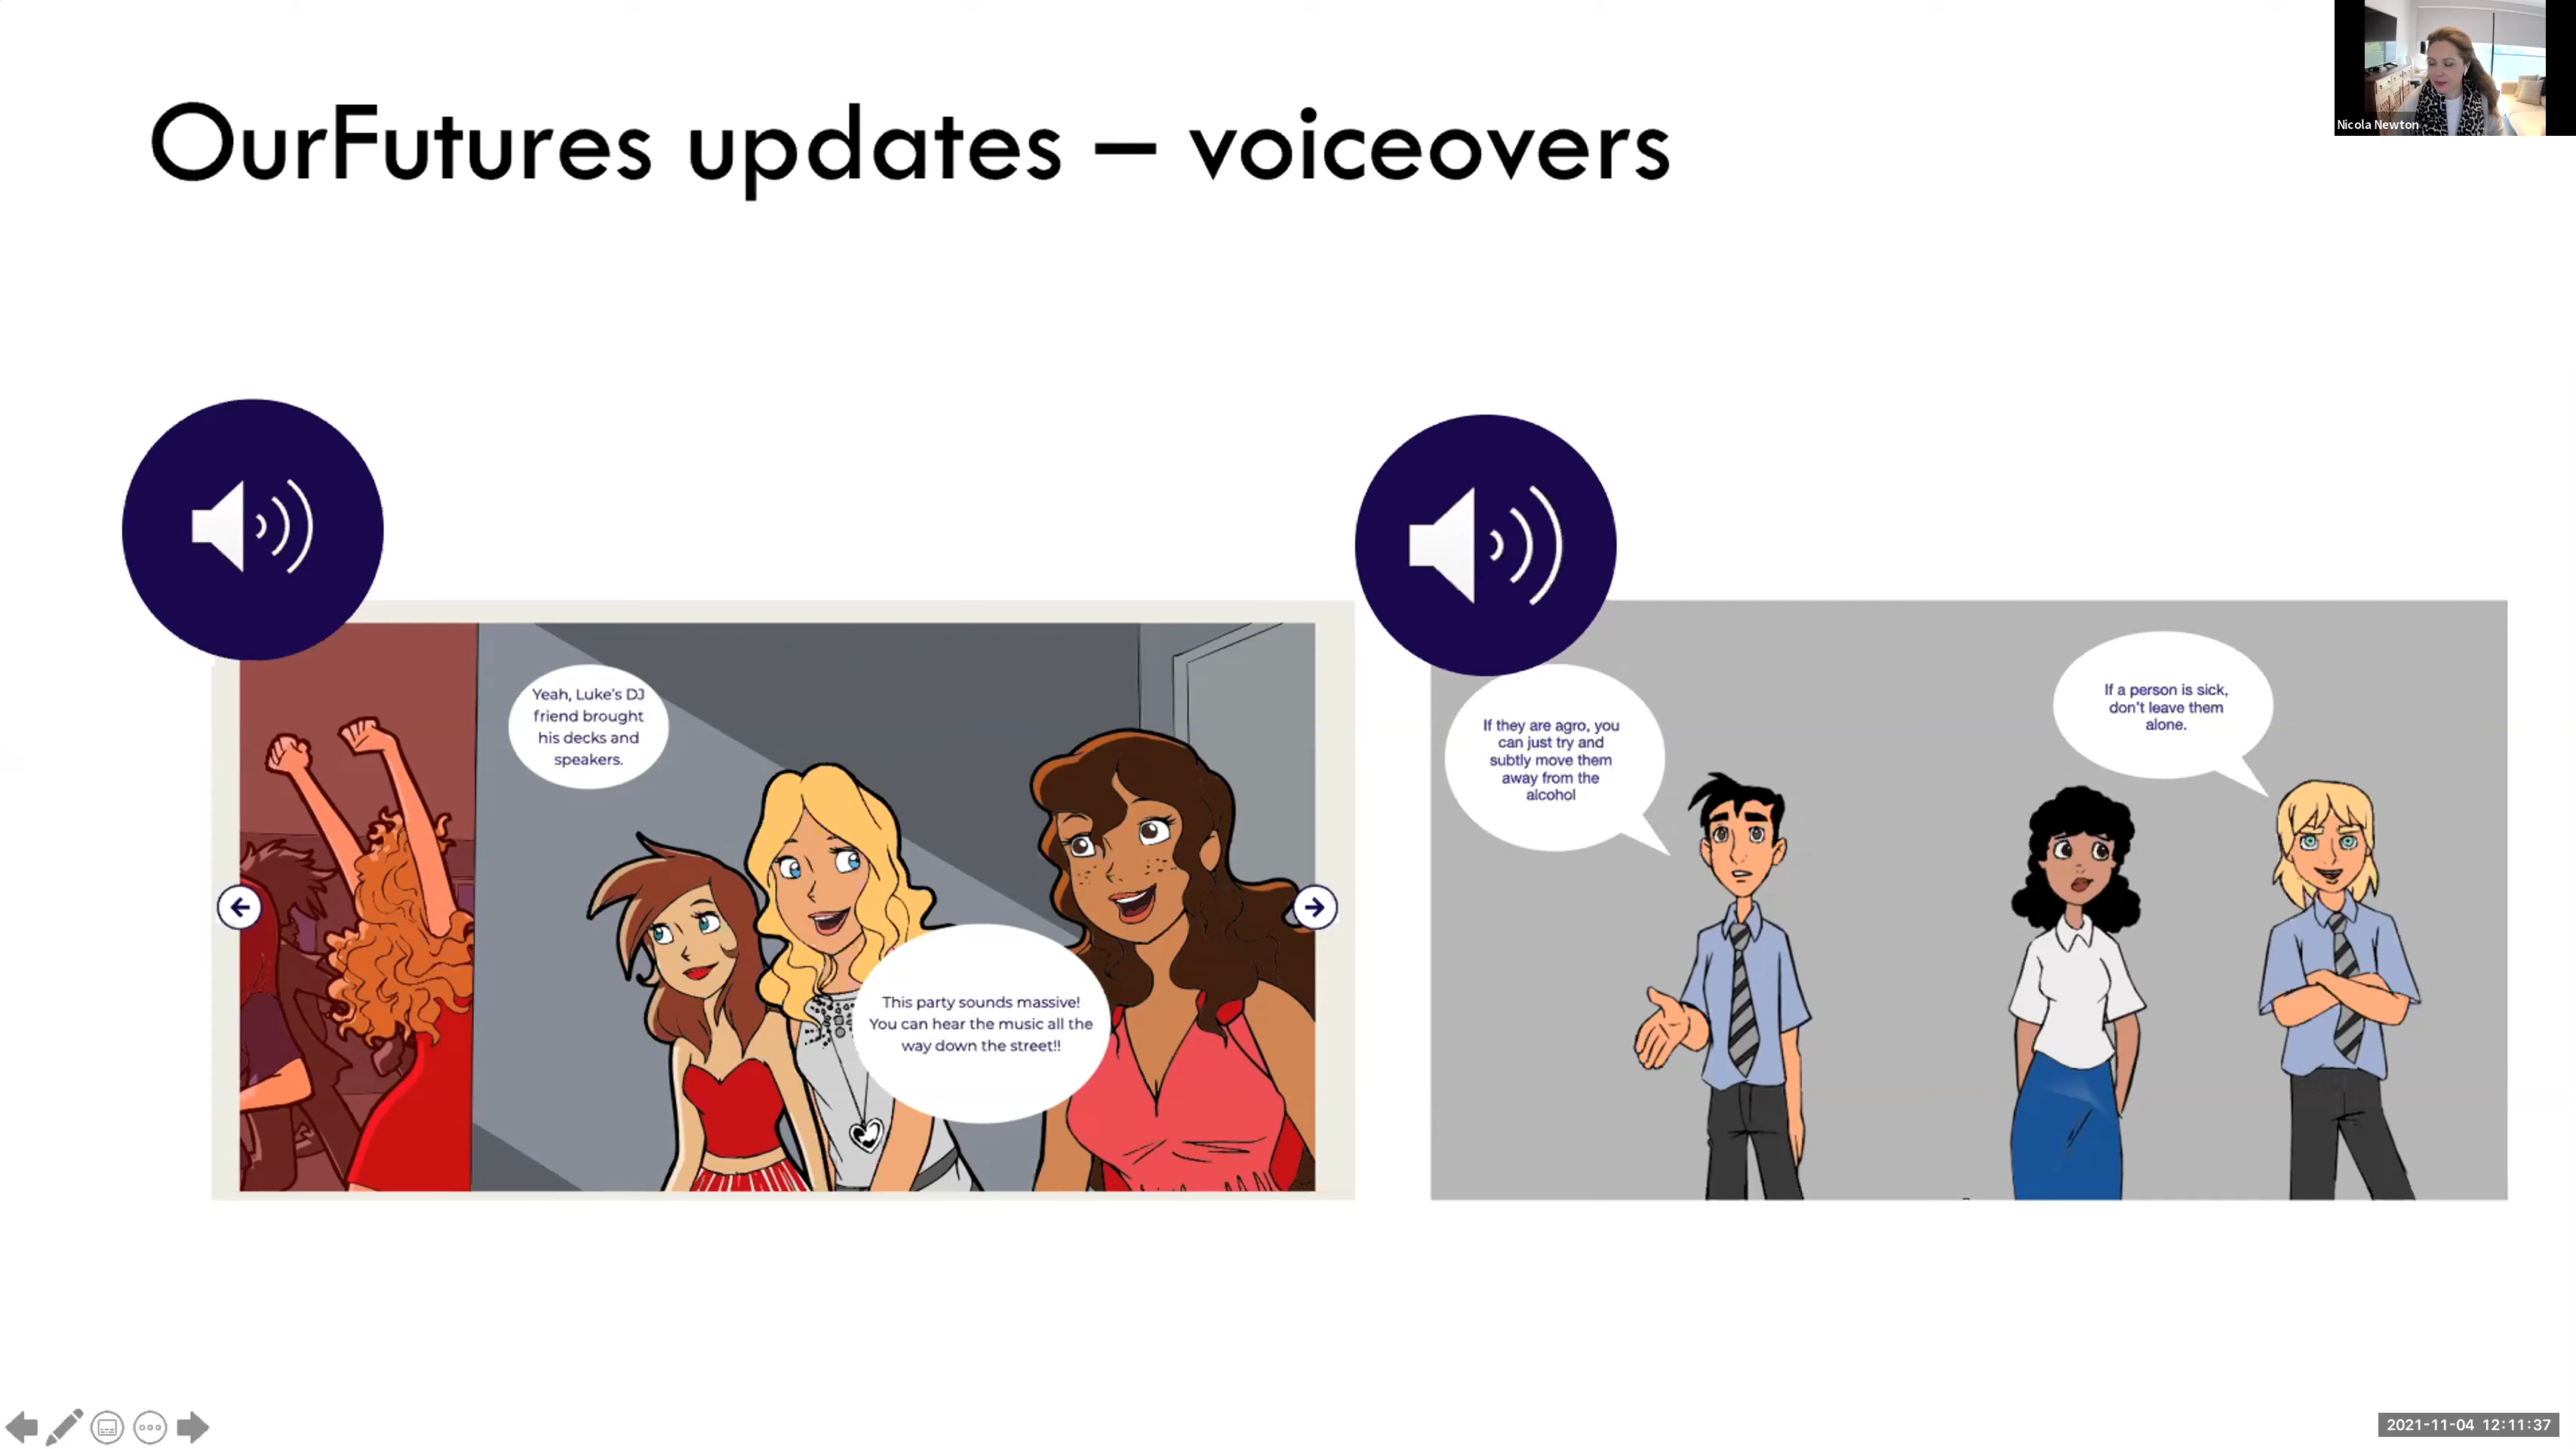 OurFutures updates – voiceovers
Nicola Newton
Yeah, Luke's DJ
friend brought
his decks and
speakers.
This party sounds massive!
You can hear the music all the
way down the street!!
If they are agro, you
can just try and
subtly move them
away from the
alcohol
If a person is sick,
don't leave them
alone.
2021-11-04 12:11:37